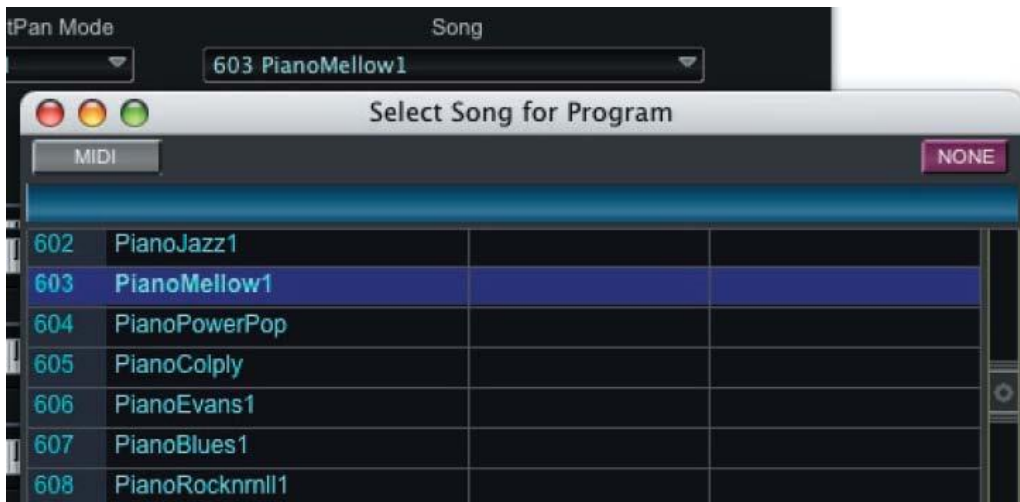 tPan Mode
Song
603 PianoMellow1
Select Song for Program
MIDI
NONE
602 PianoJazz1
603 PianoMellow1
604 PianoPowerPop
605 PianoColply
606 PianoEvans1
607 PianoBlues1
608 PianoRocknrnll1